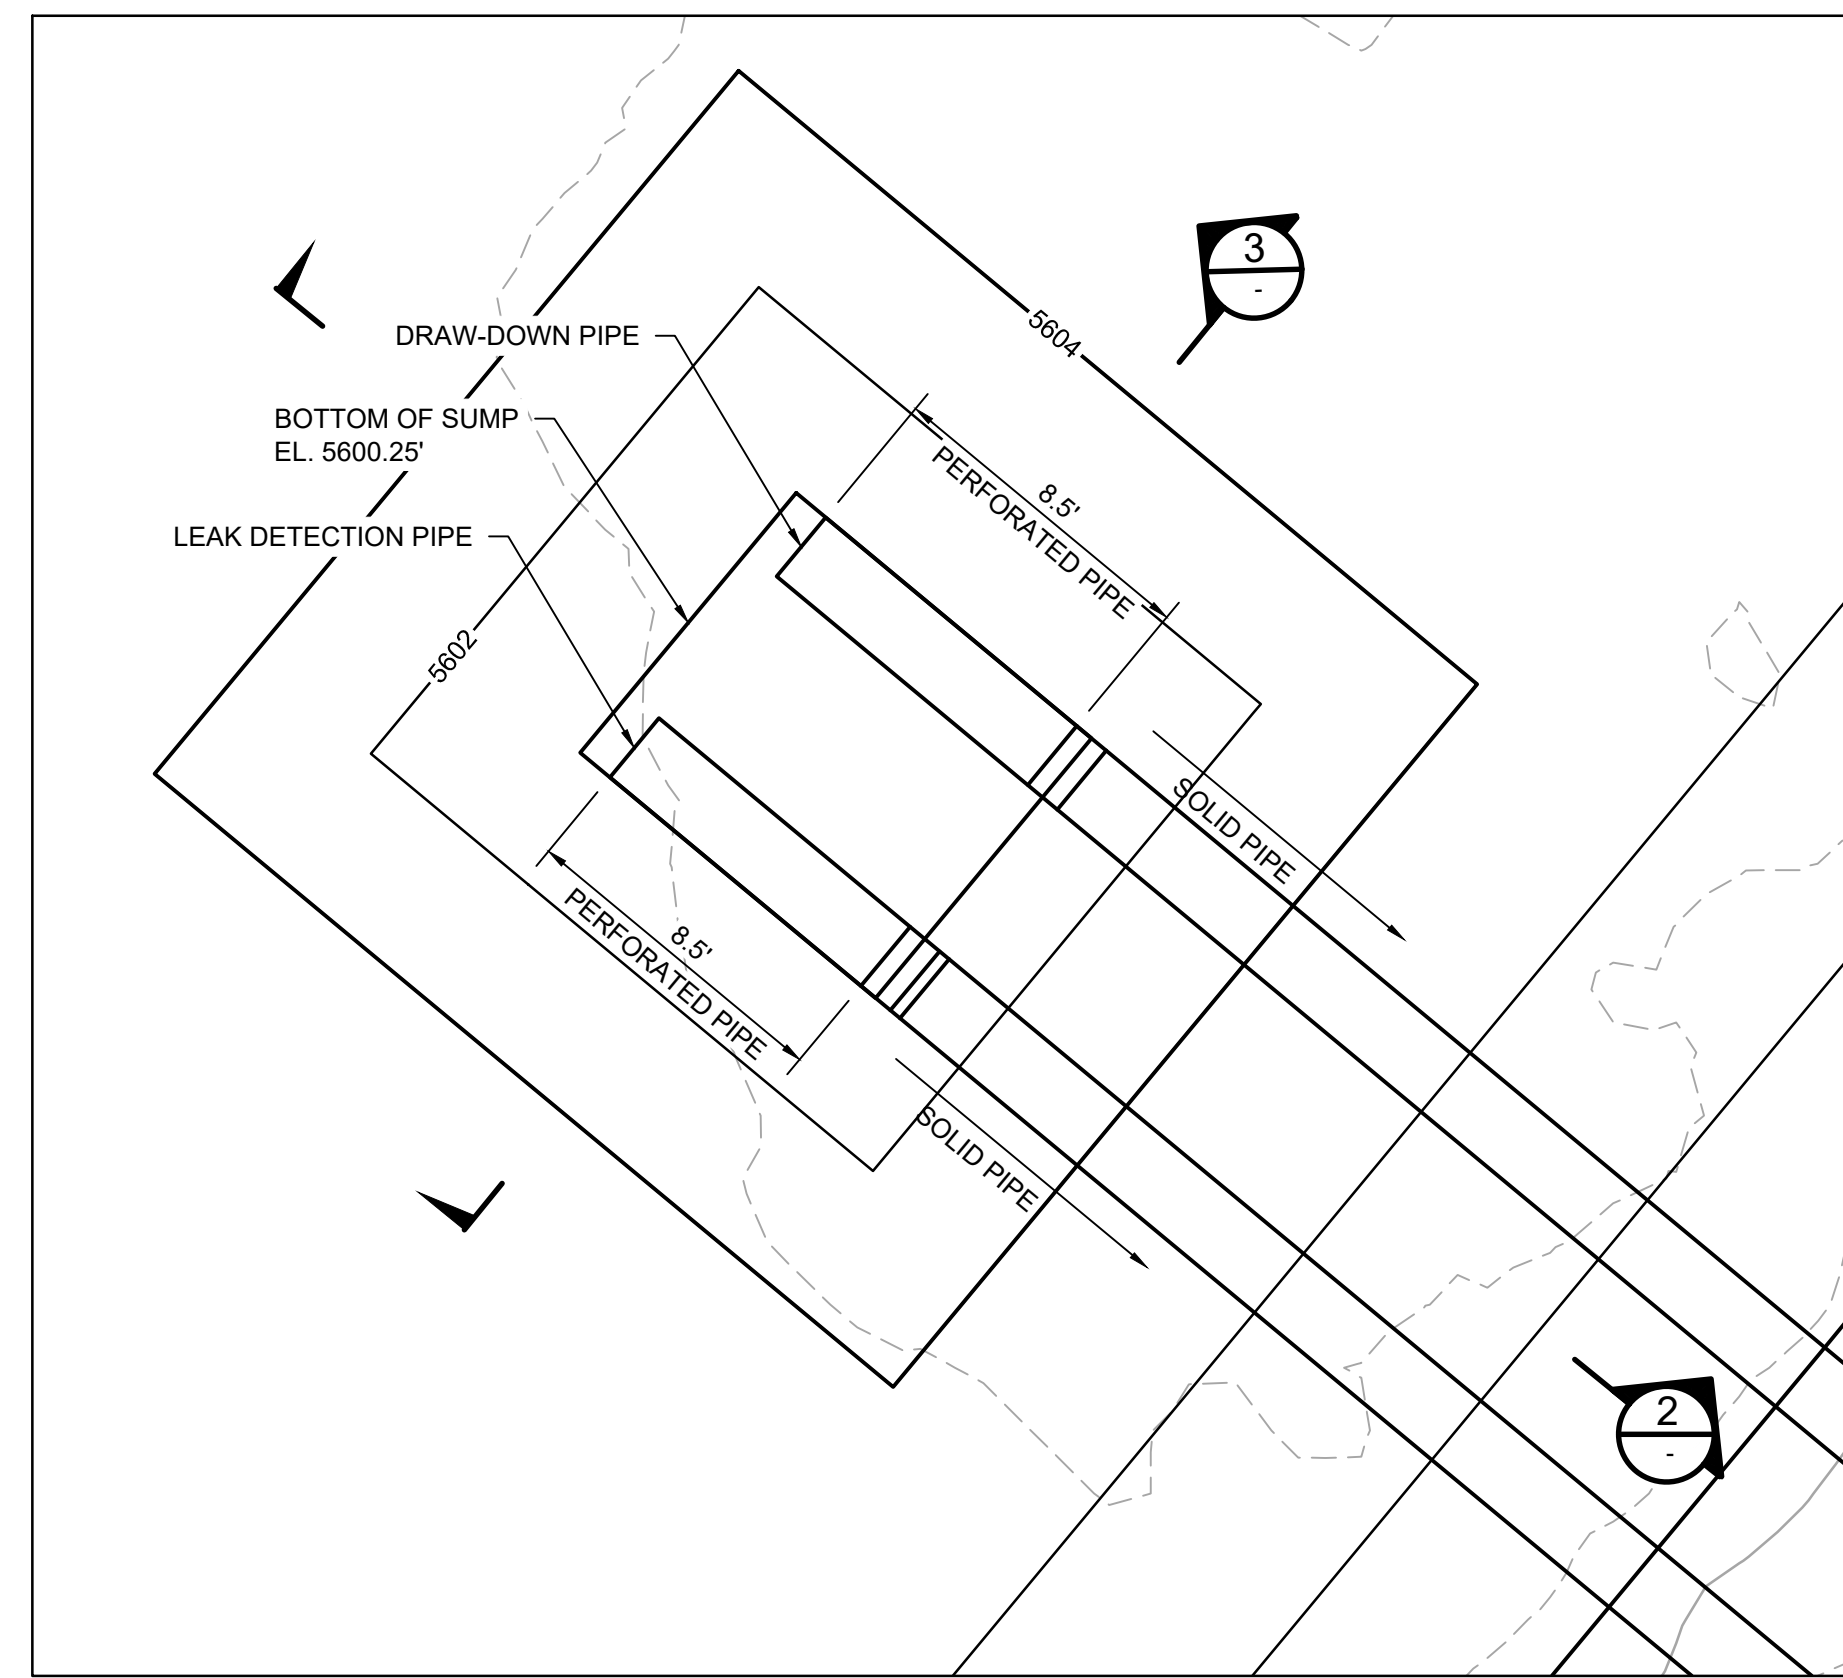 3
-
5604
DRAW-DOWN PIPE
BOTTOM OF SUMP
EL. 5600.25'
8.5'
PERFORATED PIPE
LEAK DETECTION PIPE
5602
SOLID PIPE
8.5'
PERFORATED PIPE
SOLID PIPE
2
-